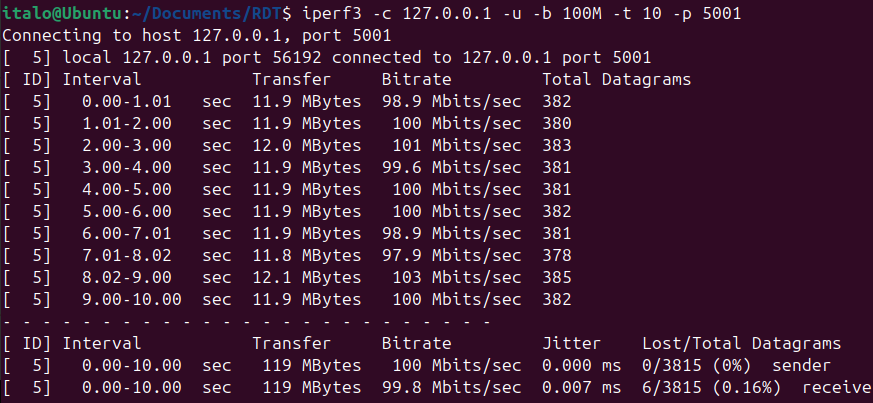 italo@Ubuntu:~/Documents/RDT$ iperf3 -c 127.0.0.1 -u -b 100M -t 10 -p 5001
Connecting to host 127.0.0.1, port 5001
[  5] local 127.0.0.1 port 56192 connected to 127.0.0.1 port 5001
[ ID] Interval           Transfer     Bitrate         Total Datagrams
[  5]   0.00-1.01   sec  11.9 MBytes  98.9 Mbits/sec  382
[  5]   1.01-2.00   sec  11.9 MBytes   100 Mbits/sec  380
[  5]   2.00-3.00   sec  12.0 MBytes   101 Mbits/sec  383
[  5]   3.00-4.00   sec  11.9 MBytes  99.6 Mbits/sec  381
[  5]   4.00-5.00   sec  11.9 MBytes   100 Mbits/sec  381
[  5]   5.00-6.00   sec  11.9 MBytes   100 Mbits/sec  382
[  5]   6.00-7.01   sec  11.9 MBytes  98.9 Mbits/sec  381
[  5]   7.01-8.02   sec  11.8 MBytes  97.9 Mbits/sec  378
[  5]   8.02-9.00   sec  12.1 MBytes   103 Mbits/sec  385
[  5]   9.00-10.00  sec  11.9 MBytes   100 Mbits/sec  382
- - - - - - - - - - - - - - - - - - - - - - - - -
[ ID] Interval           Transfer     Bitrate         Jitter    Lost/Total Datagrams
[  5]   0.00-10.00  sec   119 MBytes   100 Mbits/sec  0.000 ms  0/3815 (0%)  sender
[  5]   0.00-10.00  sec   119 MBytes  99.8 Mbits/sec  0.007 ms  6/3815 (0.16%)  receive